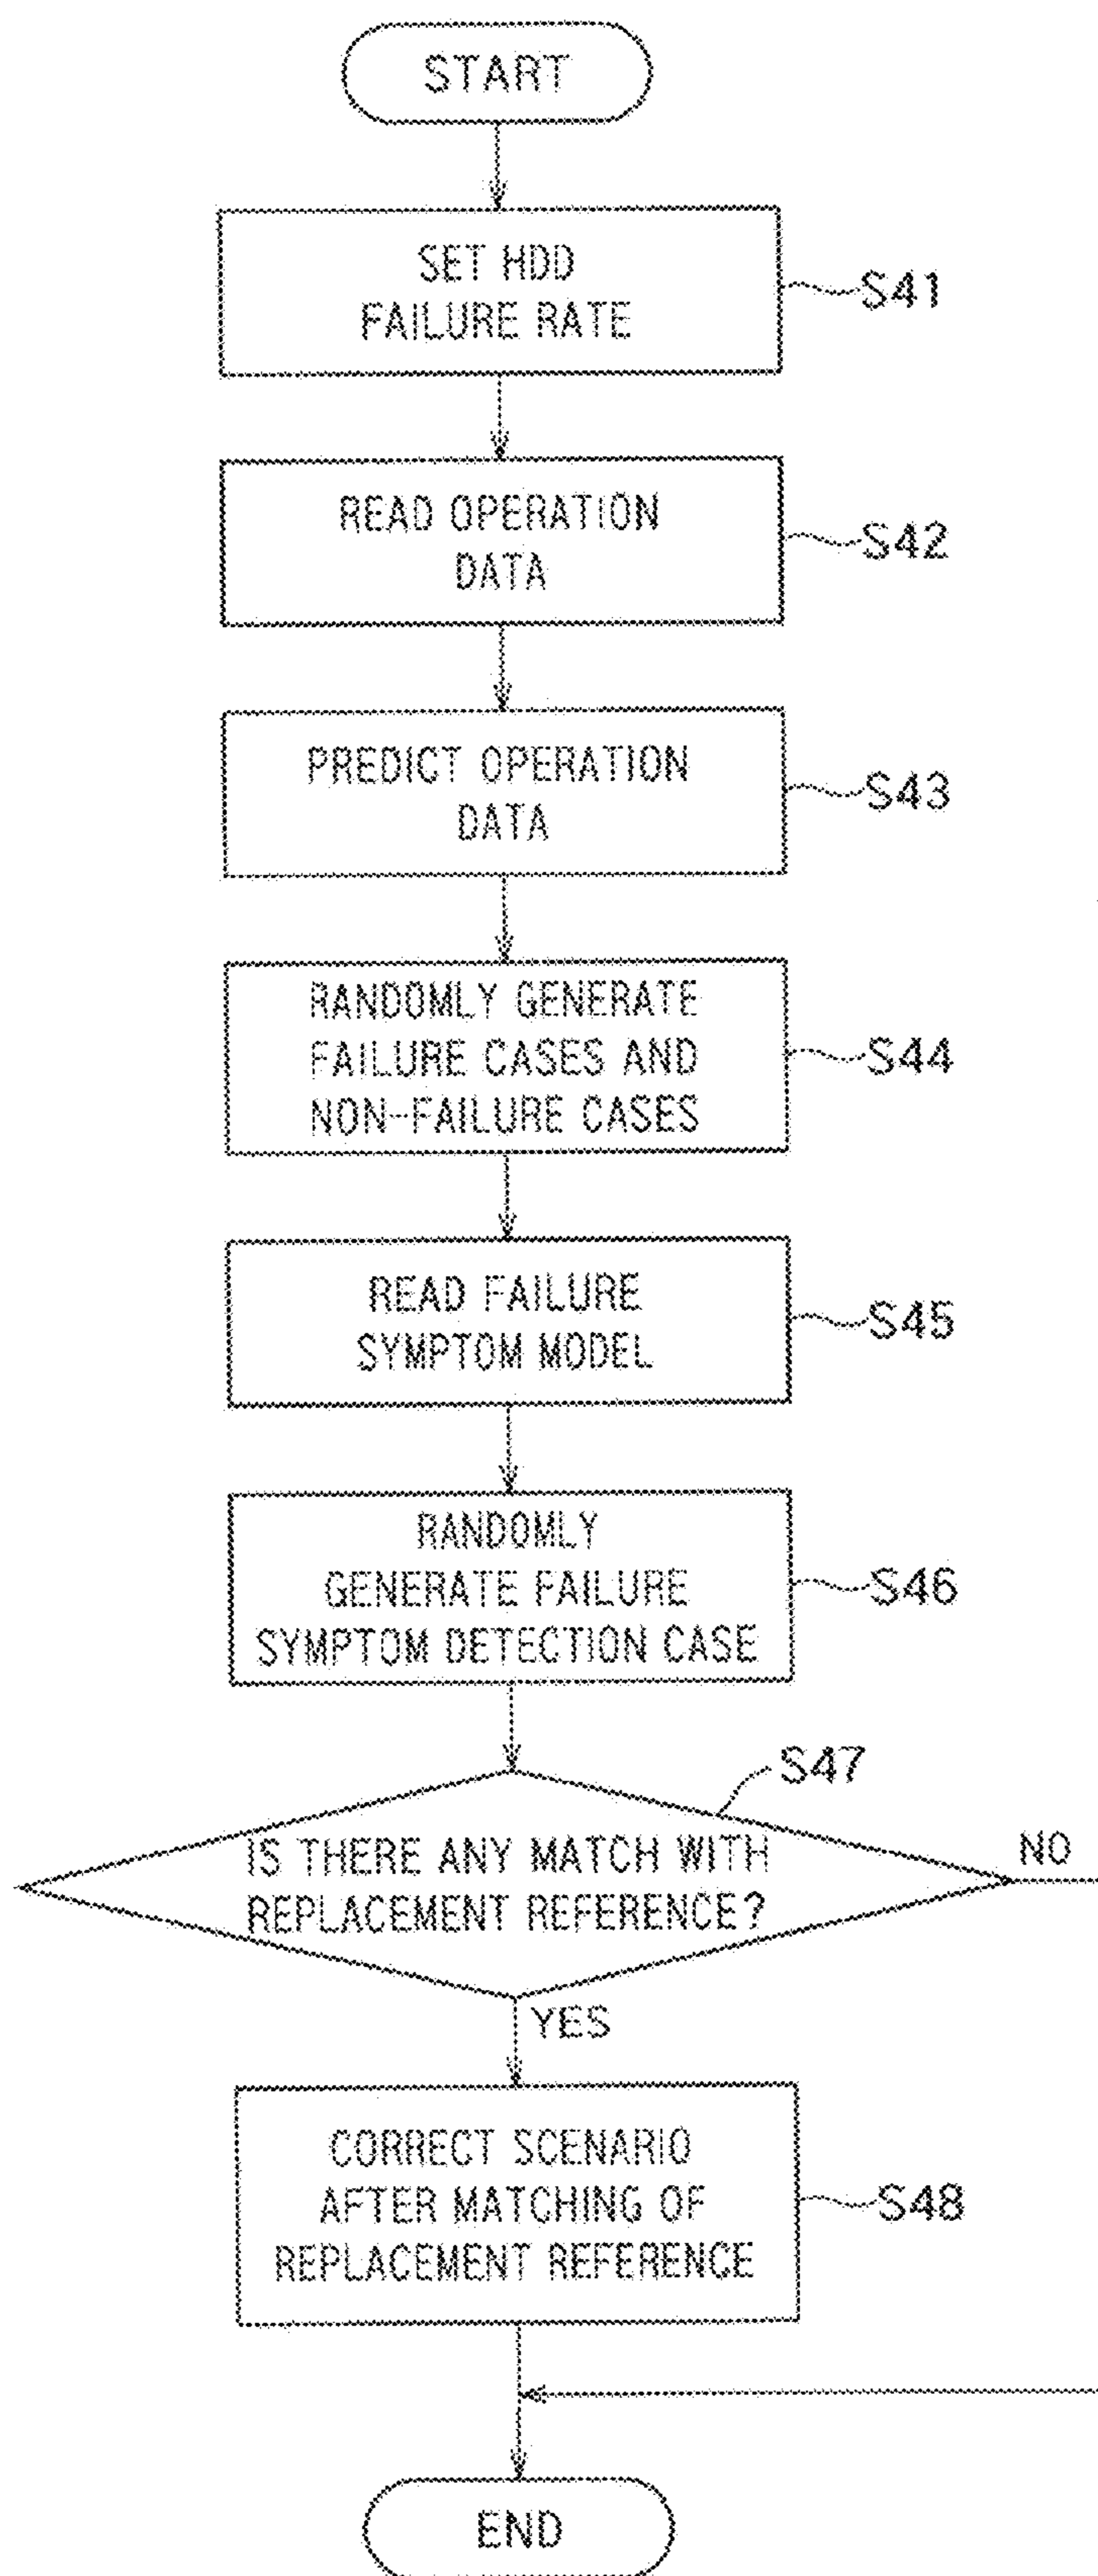 START
SET HDD
FAILURE RATE
S41
READ OPERATION
DATA
S42
PREDICT OPERATION
DATA
S43
RANDOMLY GENERATE
FAILURE CASES AND
NON-FAILURE CASES
S44
READ FAILURE
SYMPTOM MODEL
S45
RANDOMLY
GENERATE FAILURE
SYMPTOM DETECTION CASE
S46
S47
IS THERE ANY MATCH WITH
REPLACEMENT REFERENCE?
NO
YES
CORRECT SCENARIO
AFTER MATCHING OF
REPLACEMENT REFERENCE
S48
END